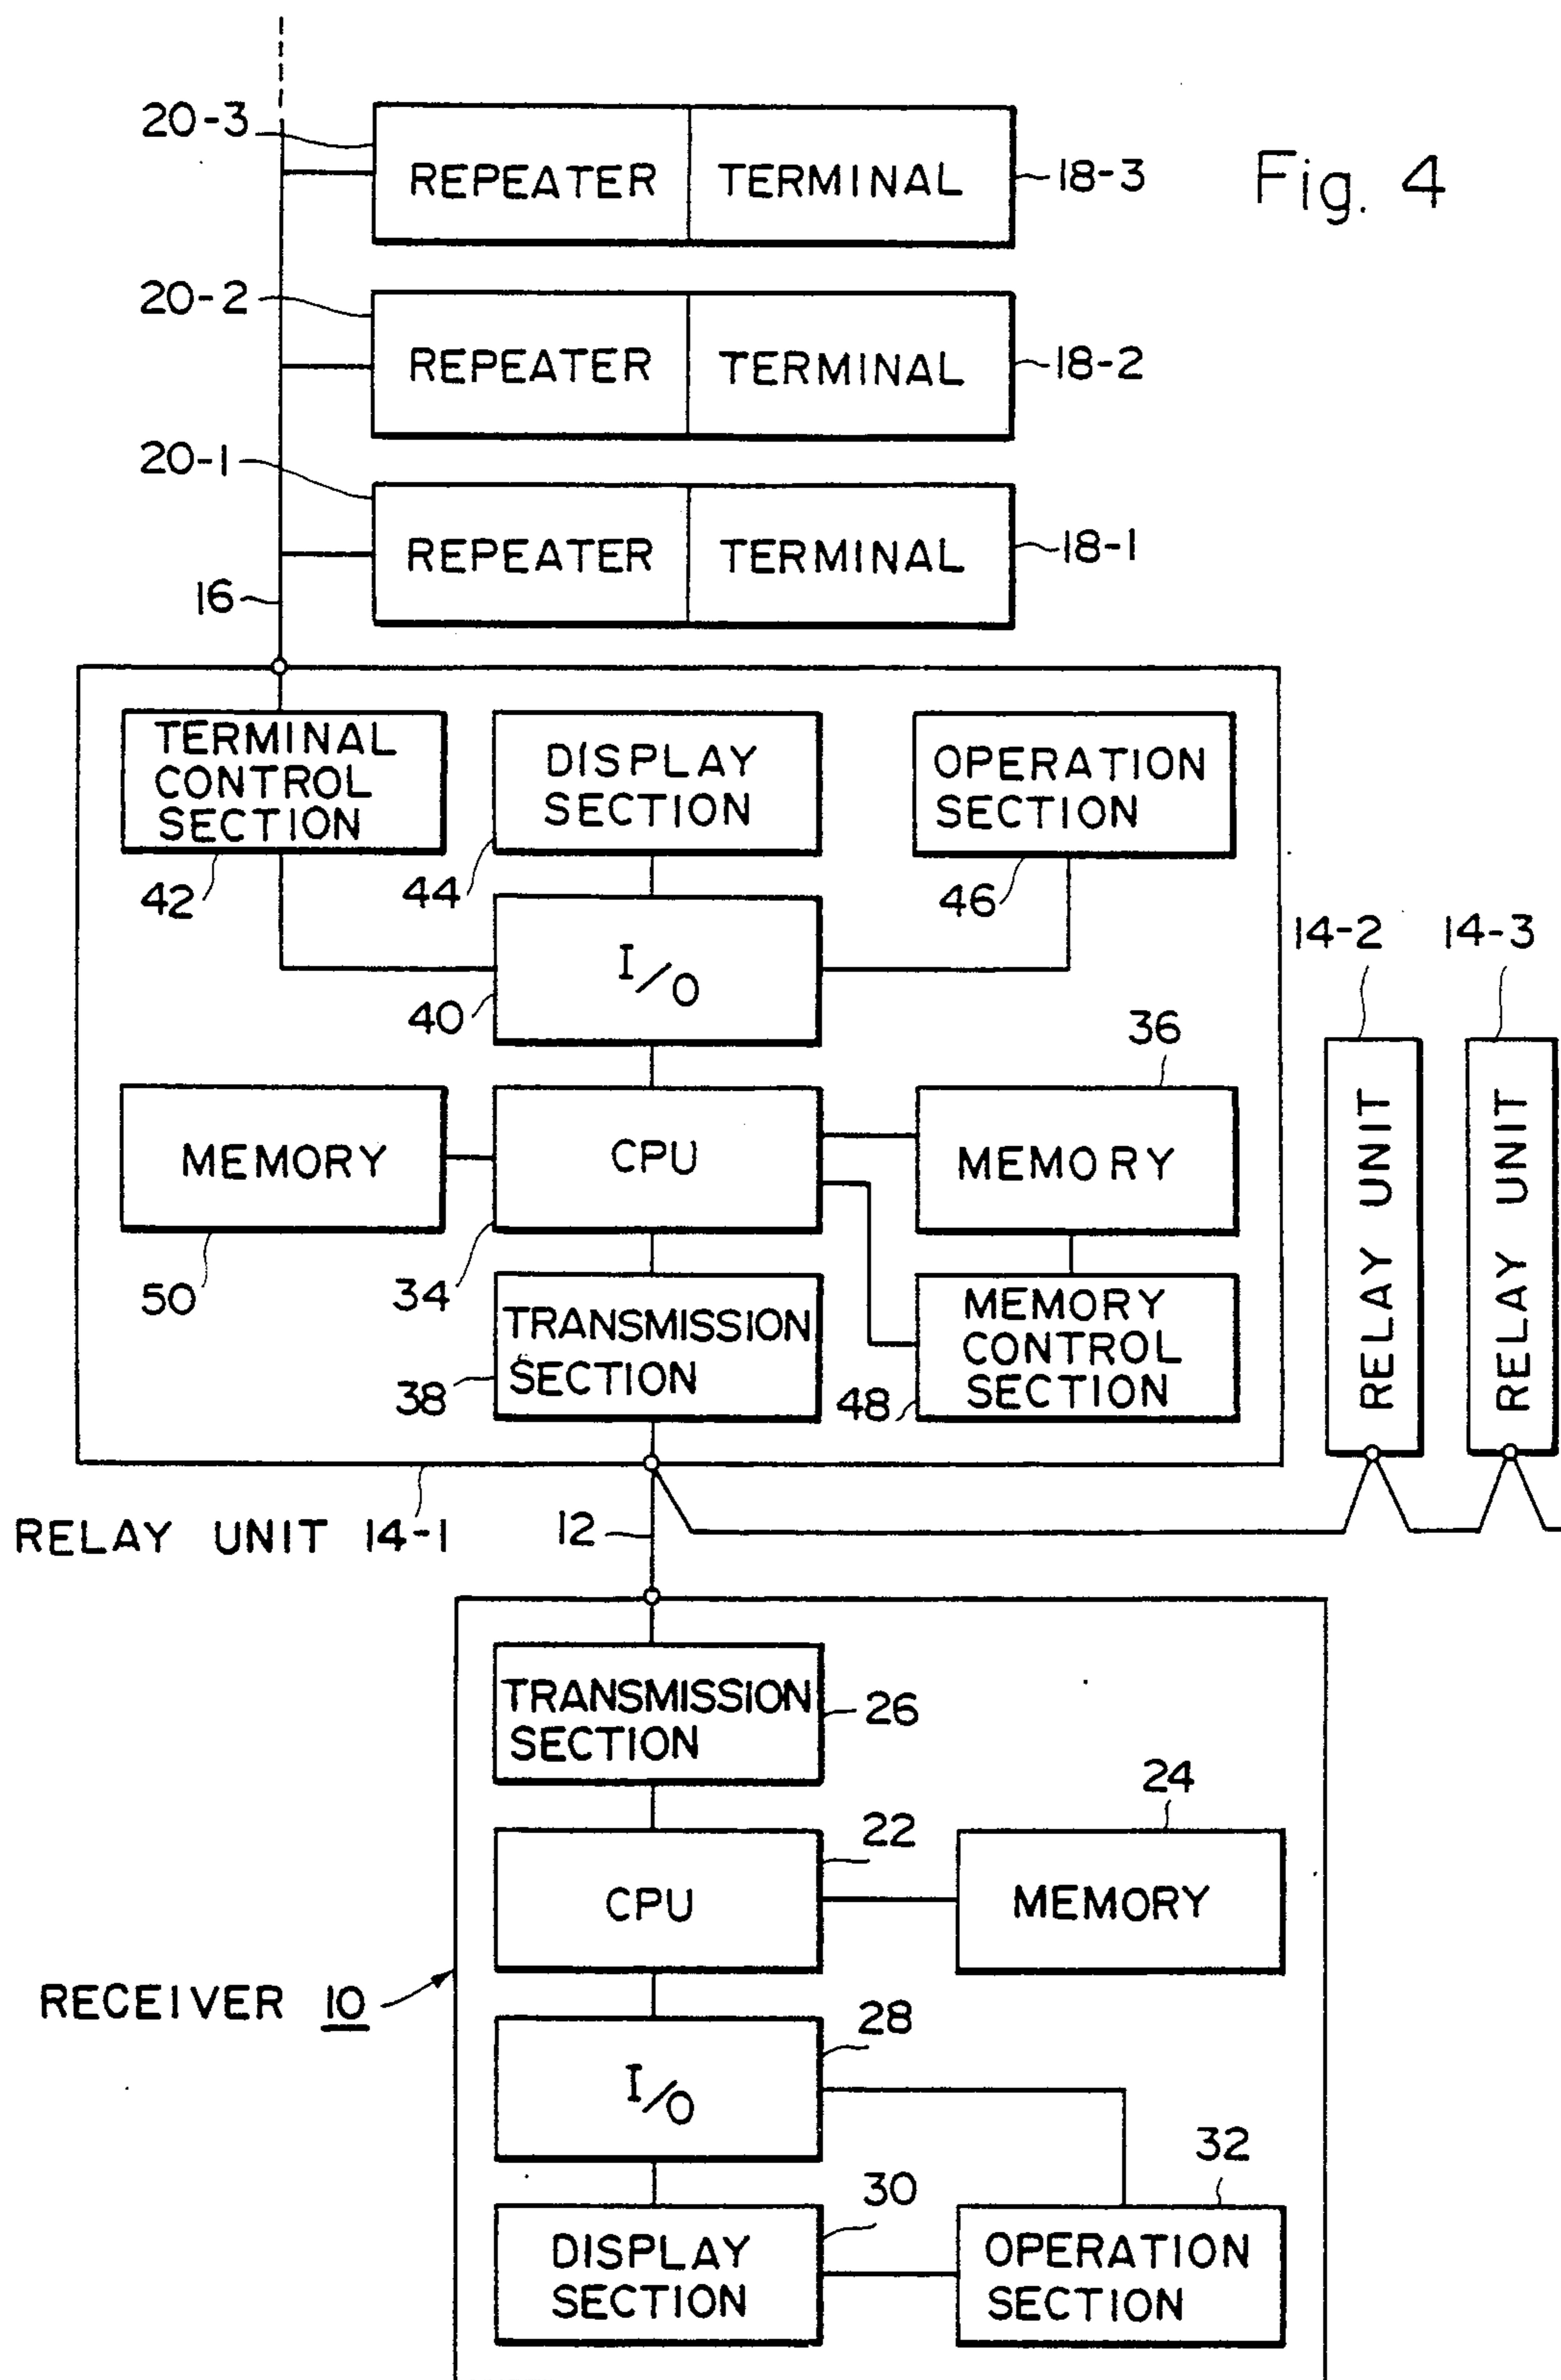 Fig. 4
20-3
REPEATER
TERMINAL
18-3
20-2
REPEATER
TERMINAL
18-2
20-1
REPEATER
TERMINAL
18-1
16
TERMINAL
CONTROL
SECTION
42
DISPLAY
SECTION
44
OPERATION
SECTION
46
I/O
40
14-2
14-3
36
MEMORY
50
CPU
34
MEMORY
RELAY UNIT
RELAY UNIT
TRANSMISSION
SECTION
38
MEMORY
CONTROL
SECTION
48
RELAY UNIT 14-1
12
TRANSMISSION
SECTION
26
24
22
CPU
MEMORY
RECEIVER 10
28
I/O
32
30
DISPLAY
SECTION
OPERATION
SECTION